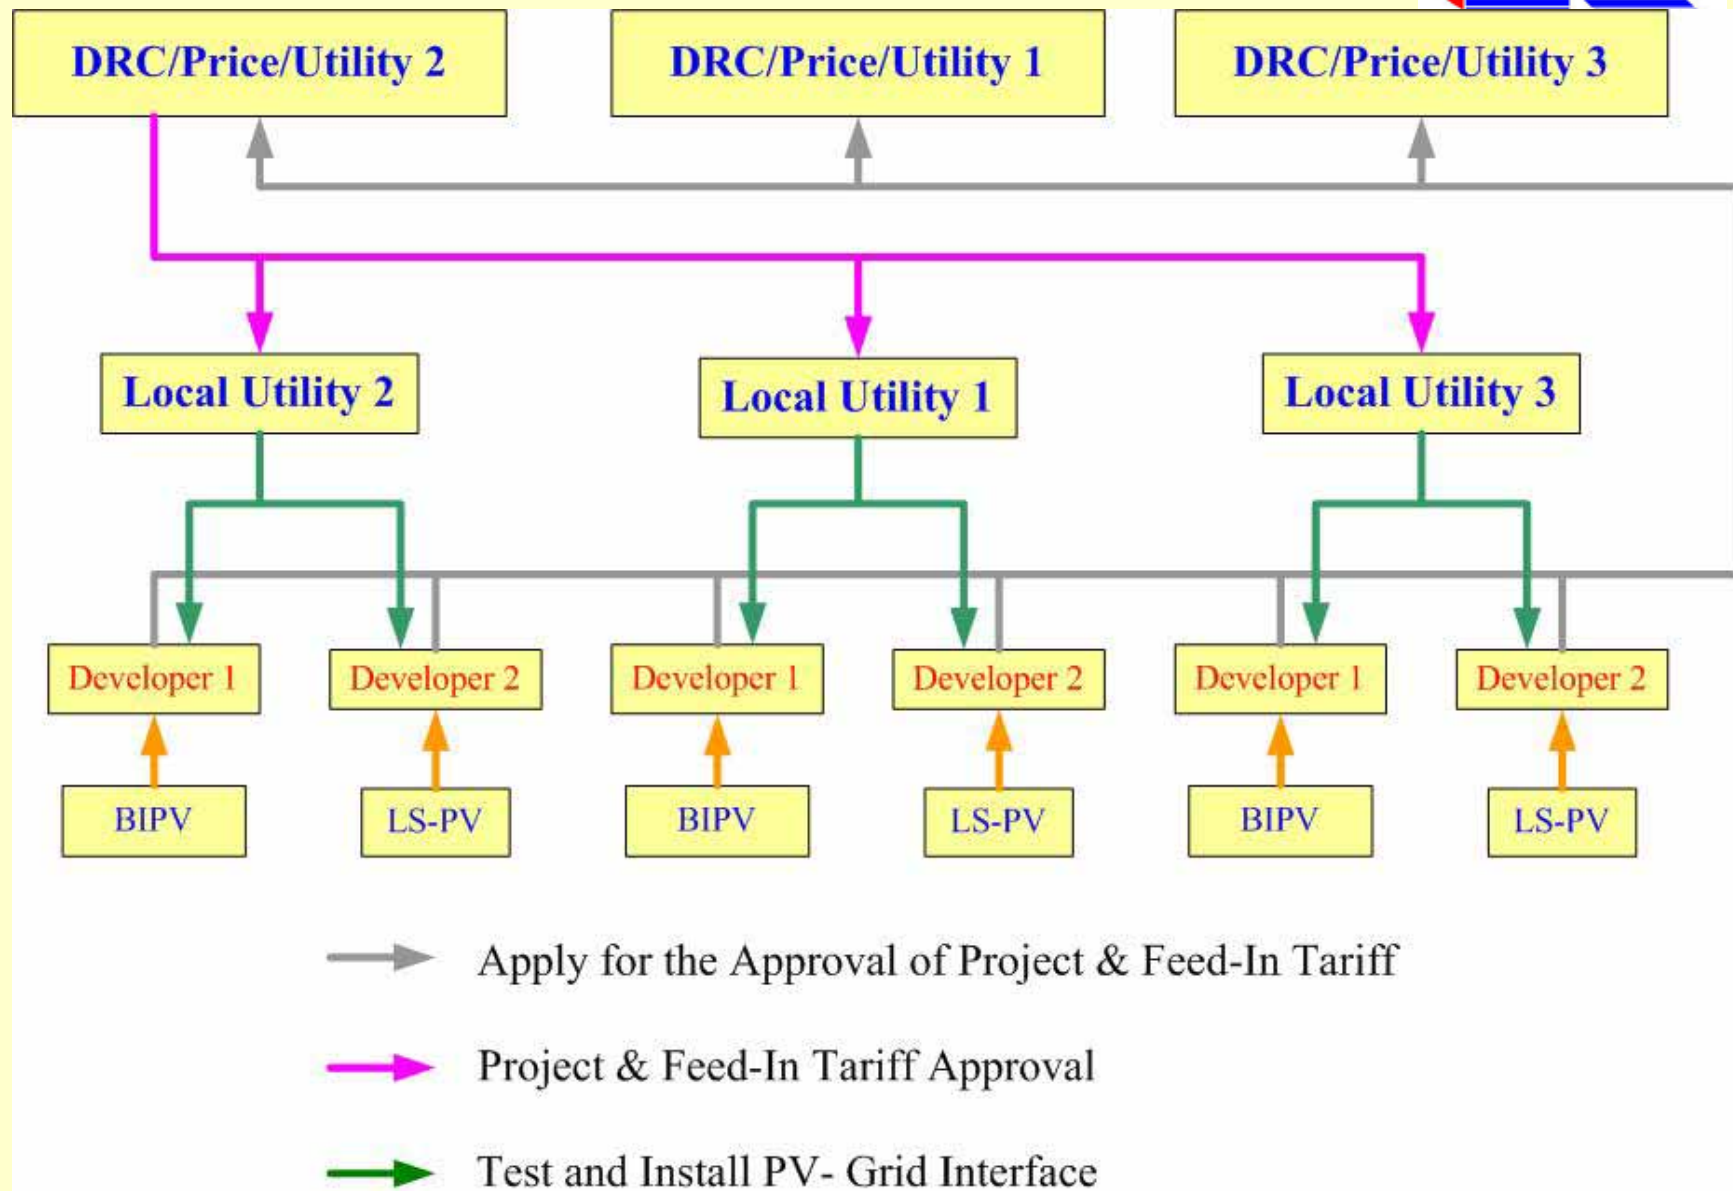 DRC/Price/Utility 2
DRC/Price/Utility 1
DRC/Price/Utility 3
Local Utility 2
Local Utility 1
Local Utility 3
Developer 1
Developer 2
Developer 1
Developer 2
Developer 1
Developer 2
BIPV
LS-PV
BIPV
LS-PV
BIPV
LS-PV
Apply for the Approval of Project & Feed-In Tariff
Project & Feed-In Tariff Approval
Test and Install PV- Grid Interface